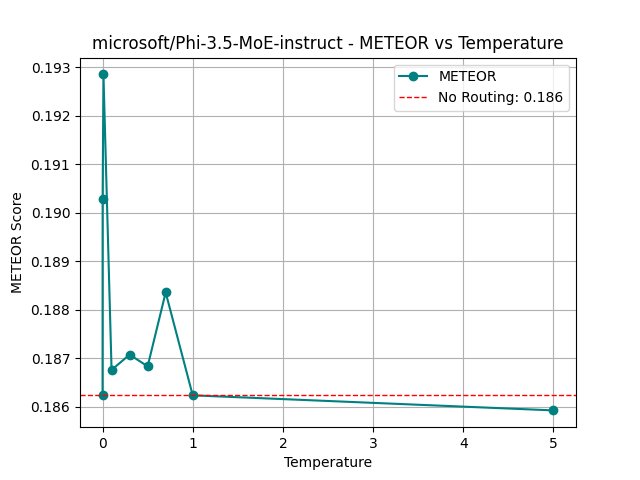 microsoft/Phi-3.5-MoE-instruct - METEOR vs Temperature
METEOR
No Routing: 0.186
METEOR Score
0.193
0.192
0.191
0.190
0.189
0.188
0.187
0.186
0
1
2
3
4
5
Temperature